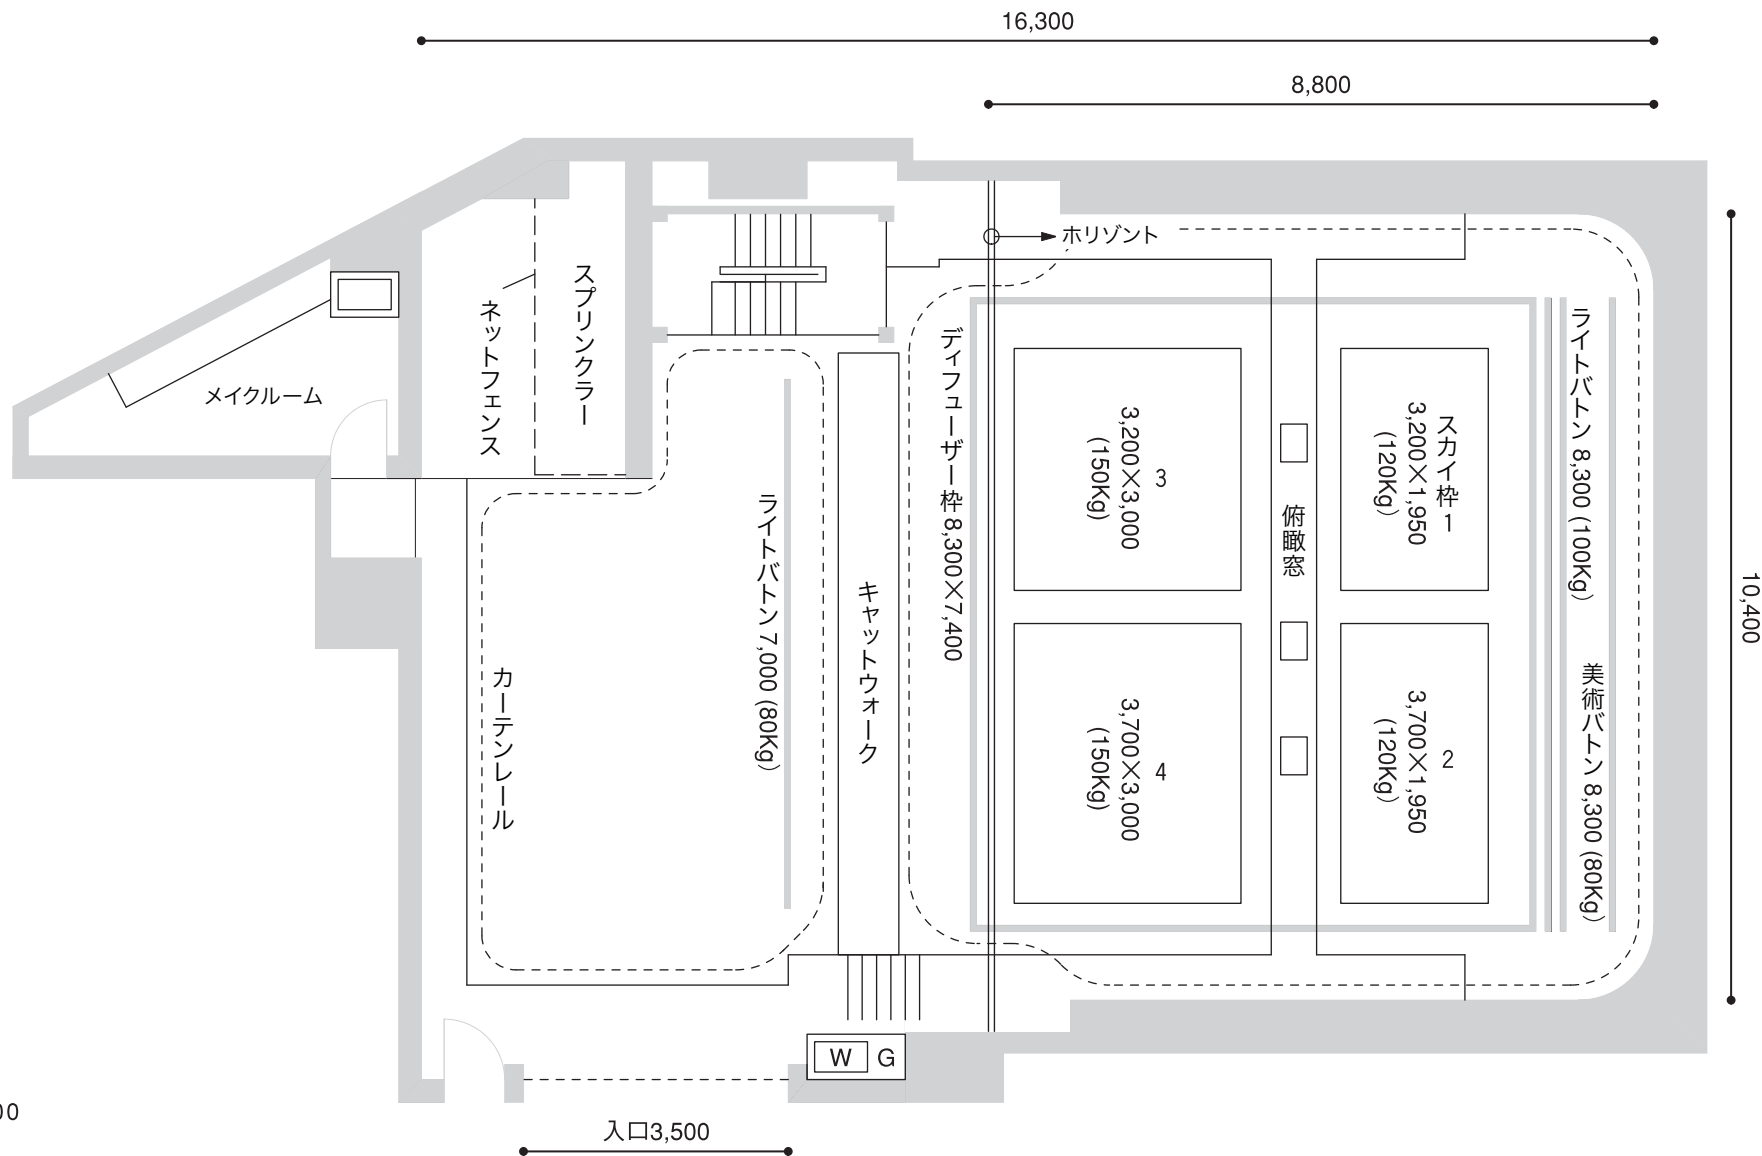 16,300
8,800
ホリゾント
スプリンクラー
ネットフェンス
メイクルーム
ライトバトン 8,300 (100Kg)
美術バトン 8,300 (80Kg)
スカイ枠 1
3,200×1,950
(120Kg)
2
3,700×1,950
(120Kg)
俯瞰窓
3
3,200×3,000
(150Kg)
4
3,700×3,000
(150Kg)
ディフューザー枠 8,300×7,400
キャットウォーク
ライトバトン 7,000 (80Kg)
カーテンレール
10,400
W G
00
入口3,500